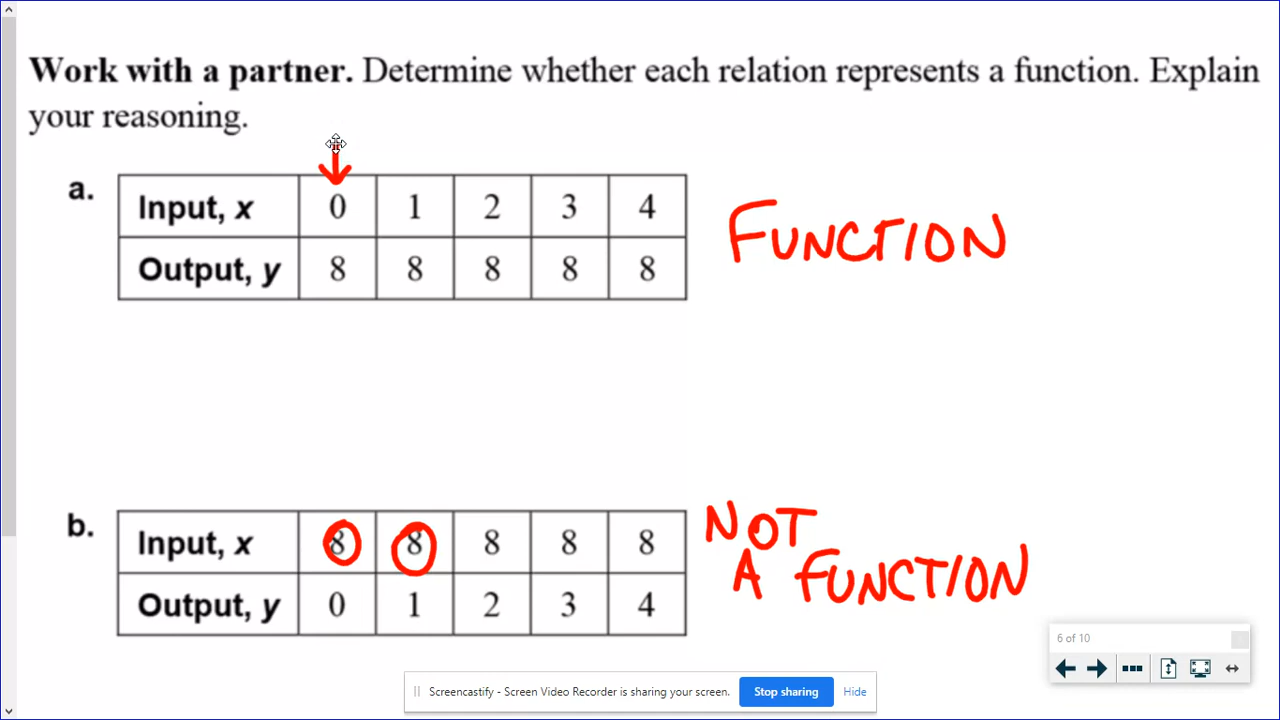 Work with a partner. Determine whether each relation represents a function. Explain
your reasoning.
a.
Input, x 0 1 2 3 4
Output, y 8 8 8 8 8
FUNCTION
b.
Input, x 8 8 8 8 8
Output, y 0 1 2 3 4
NOT
A FUNCTION
6 of 10
Screencastify - Screen Video Recorder is sharing your screen. Stop sharing Hide